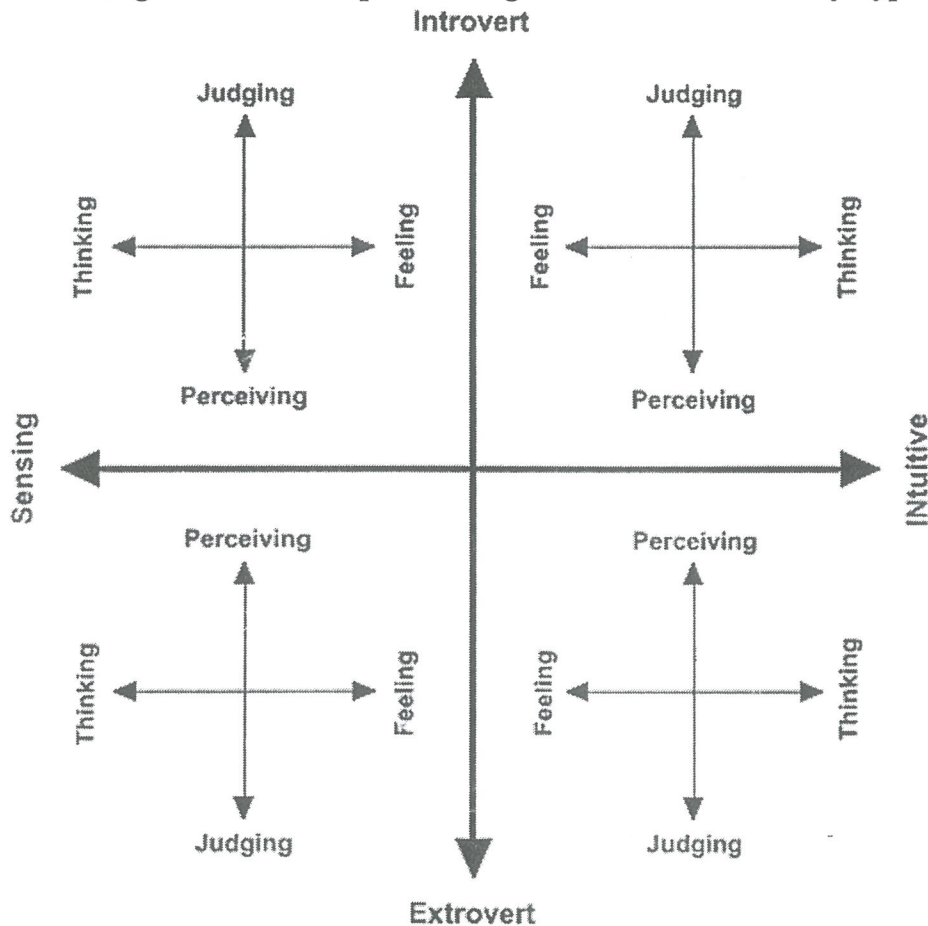 Introvert
Judging
Judging
Thinking
Feeling
Feeling
Thinking
Perceiving
Perceiving
Sensing
INtuitive
Perceiving
Perceiving
Thinking
Feeling
Feeling
Thinking
Judging
Judging
Extrovert